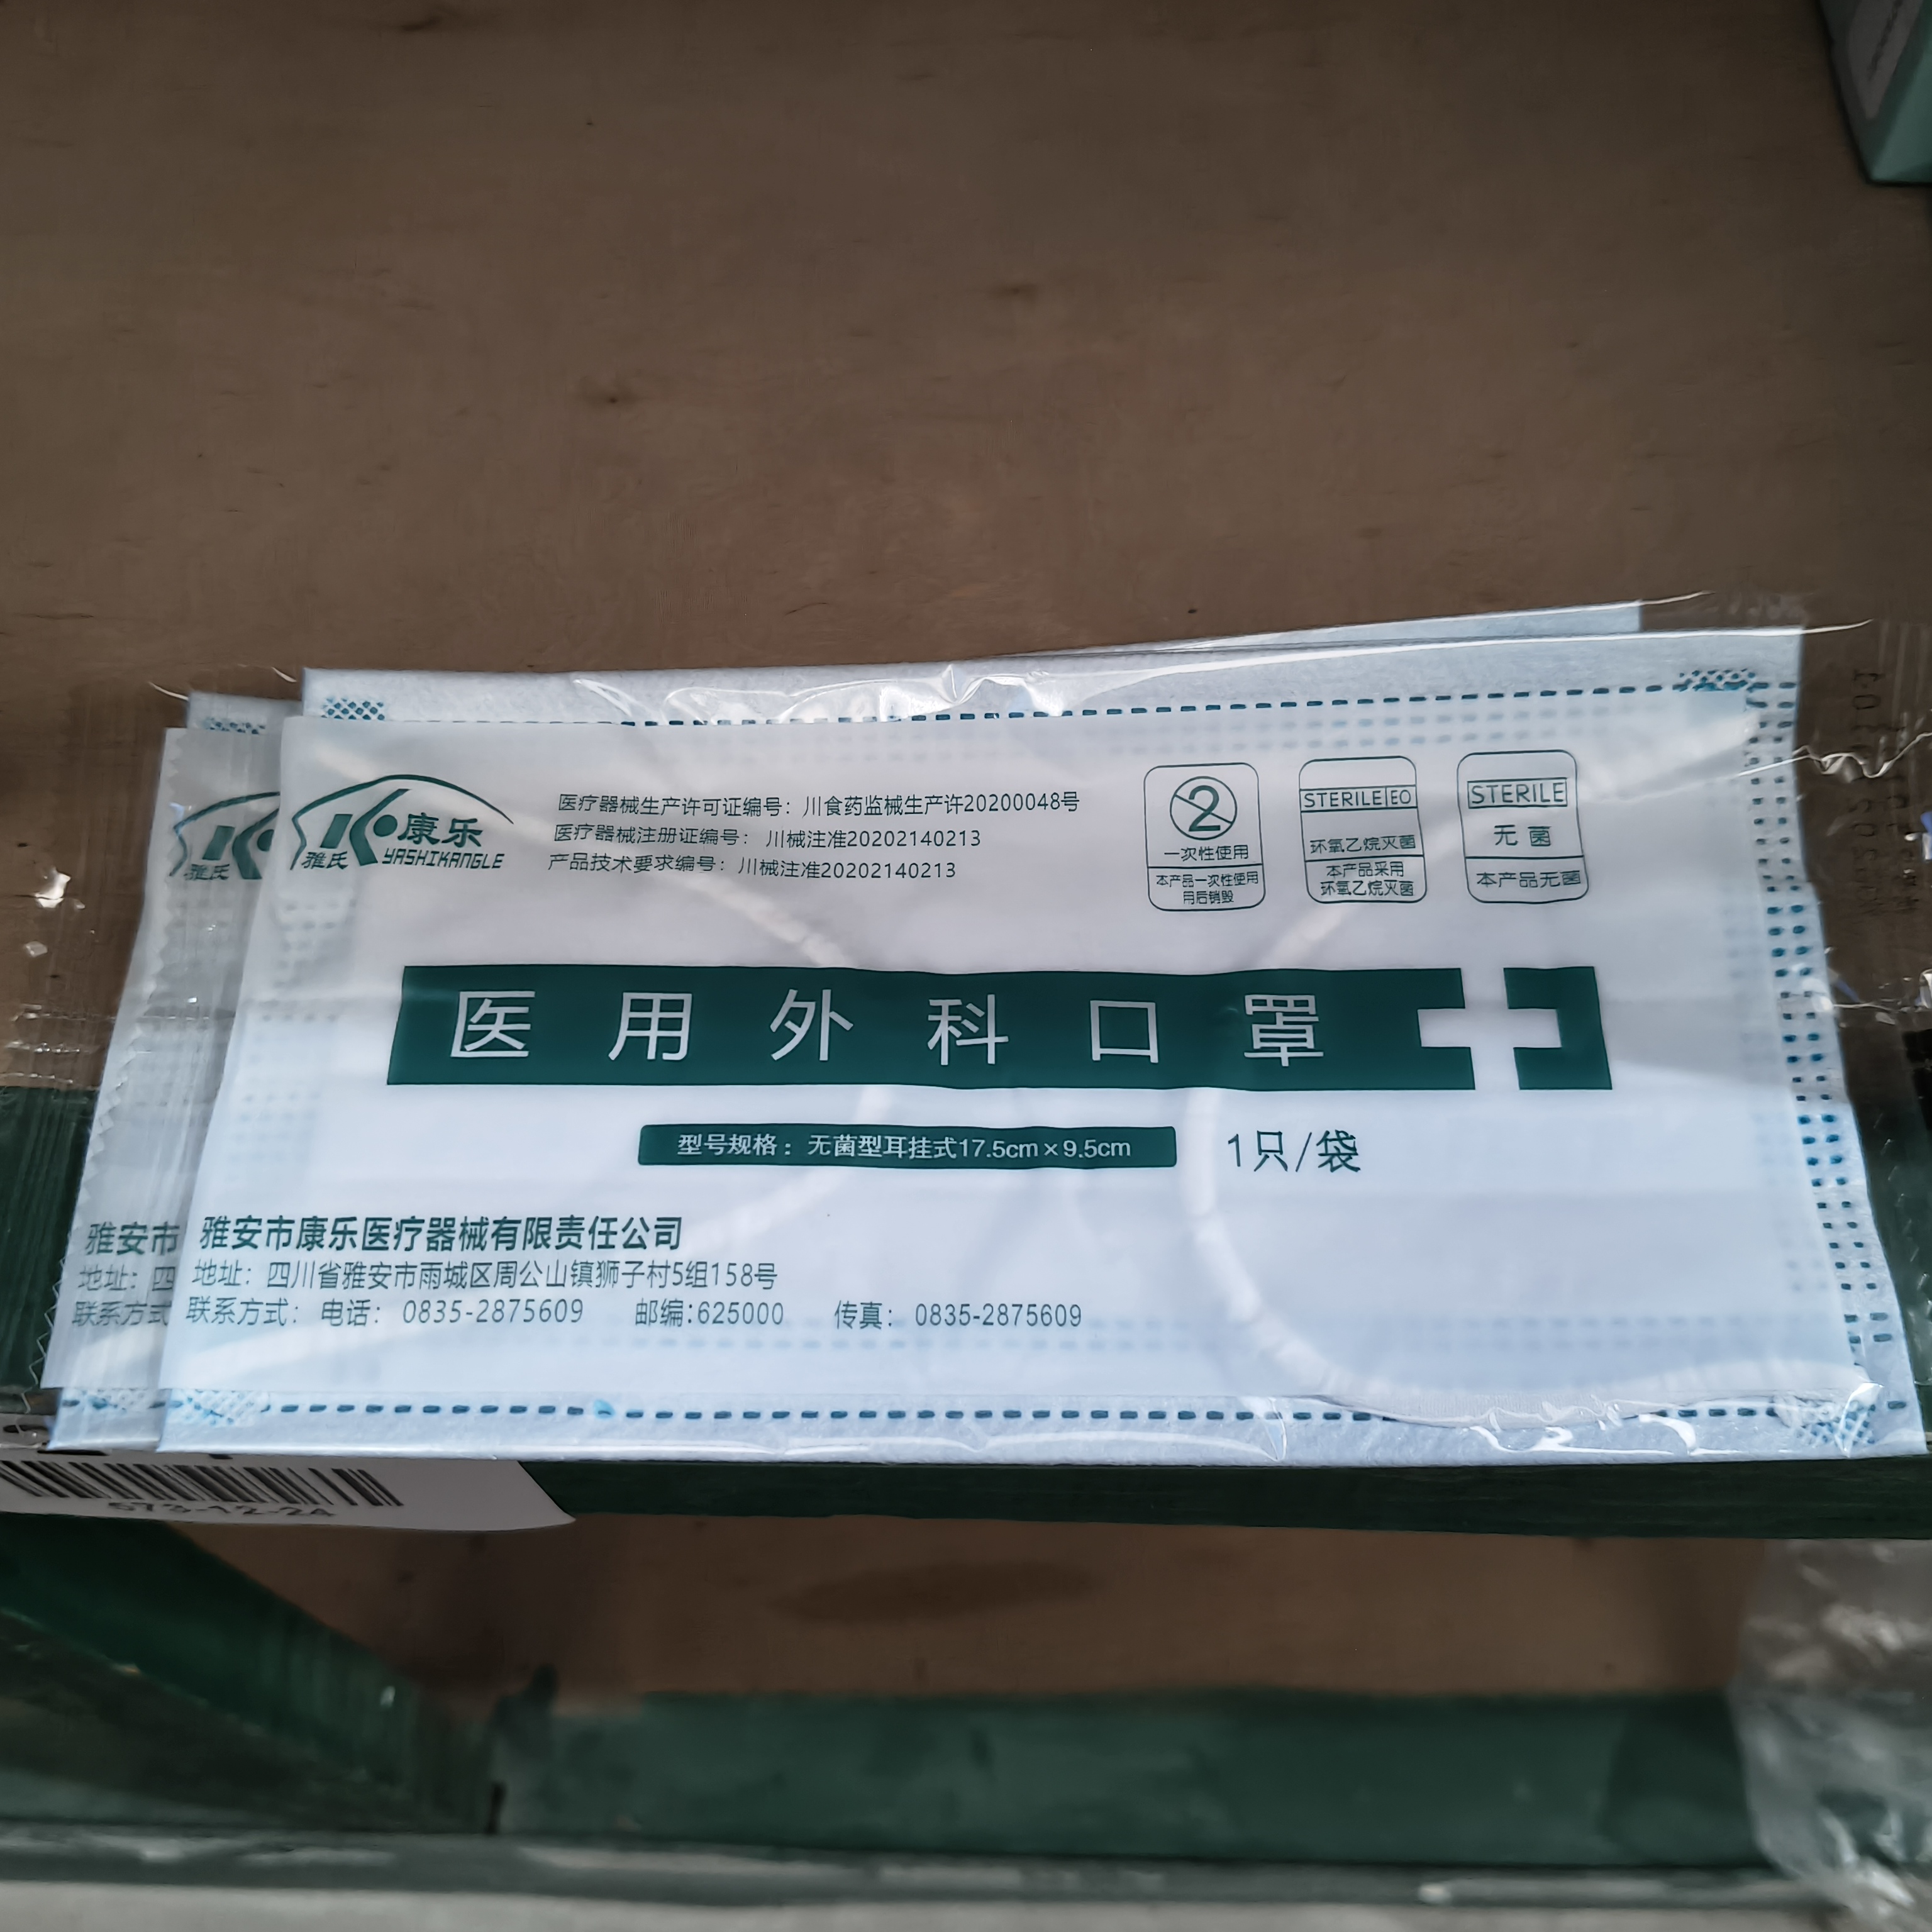 康乐
雅氏 YASHIKANGLE
医疗器械生产许可证编号：川食药监械生产许20200048号
医疗器械注册证编号：川械注准20202140213
产品技术要求编号：川械注准20202140213
2
一次性使用
本产品一次性使用
用后销毁
STERILE EO
环氧乙烷灭菌
本产品采用
环氧乙烷灭菌
STERILE
无菌
本产品无菌
医用外科口罩
型号规格：无菌型耳挂式17.5cm×9.5cm
1只/袋
雅安市康乐医疗器械有限责任公司
地址：四川省雅安市雨城区周公山镇狮子村5组158号
联系方式：电话：0835-2875609 邮编:625000 传真：0835-2875609
雅氏
雅安市
地址：四
联系方式